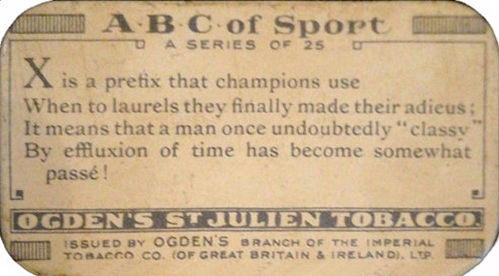 A·B·C·of Sport
A SERIES OF 25
X is a prefix that champions use
When to laurels they finally made their adieus;
It means that a man once undoubtedly "classy"
By effluxion of time has become somewhat
passé!
OGDEN'S ST JULIEN TOBACCO.
ISSUED BY OGDEN'S BRANCH OF THE IMPERIAL
TOBACCO CO. (OF GREAT BRITAIN & IRELAND), LTD.